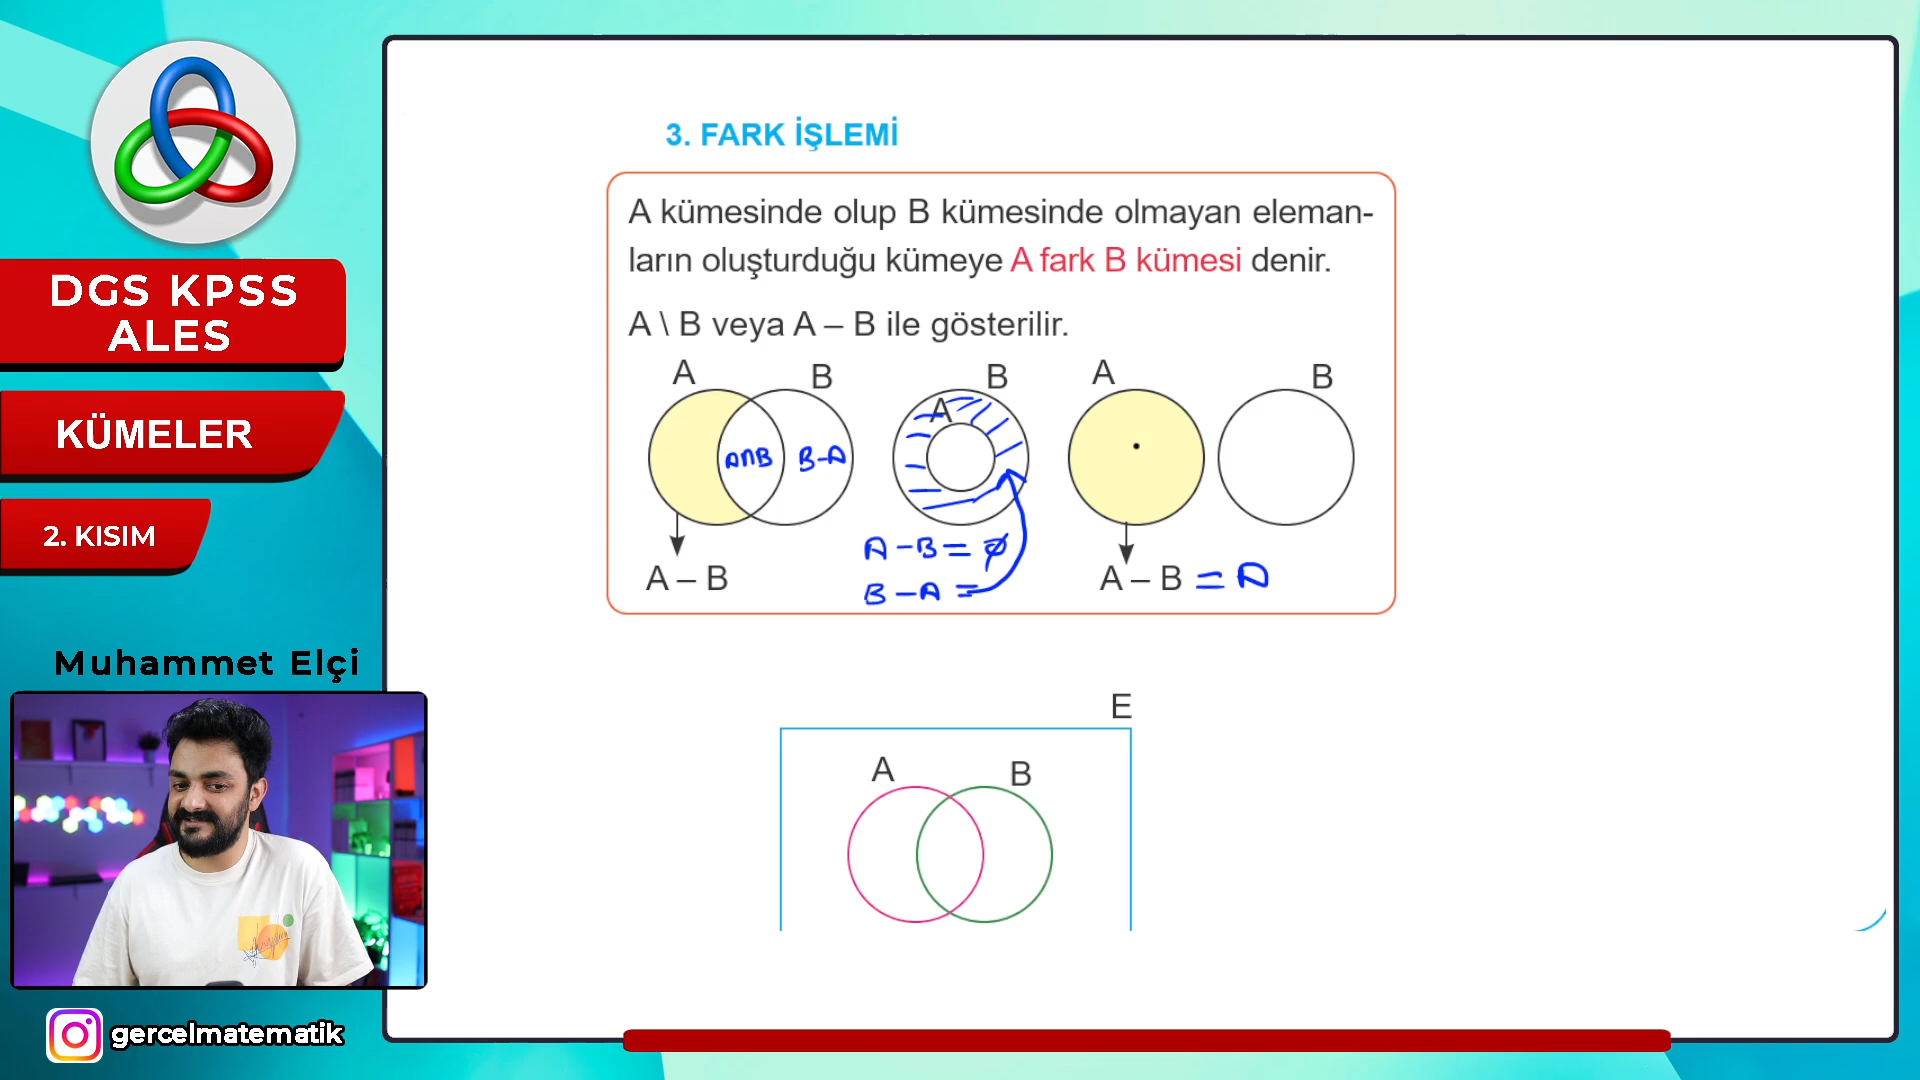 DGS KPSS
ALES
KÜMELER
2. KISIM
Muhammet Elçi
gercelmatematik
3. FARK İŞLEMİ
A kümesinde olup B kümesinde olmayan eleman-
ların oluşturduğu kümeye A fark B kümesi denir.
A \ B veya A – B ile gösterilir.
A B
A∩B B-A
A – B
B
A
A-B=∅
B-A=
A B
A – B = A
E
A B